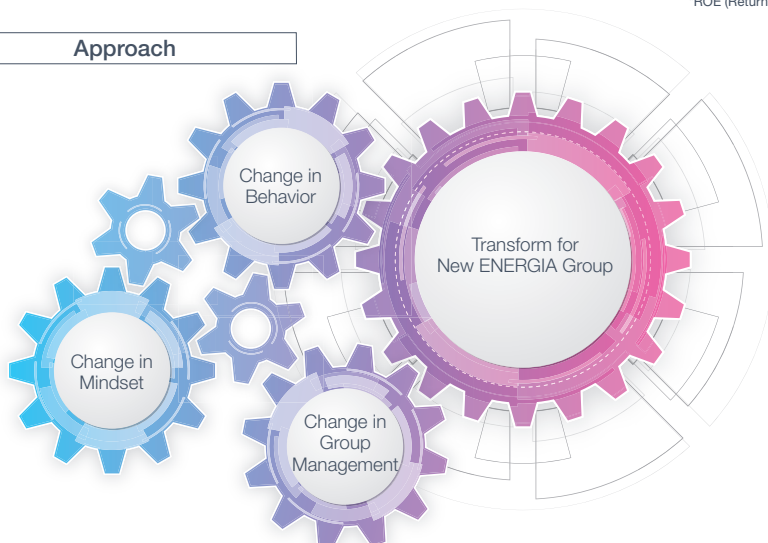 ROE (Return
Approach
Change in
Behavior
Transform for
New ENERGIA Group
Change in
Mindset
Change in
Group
Management